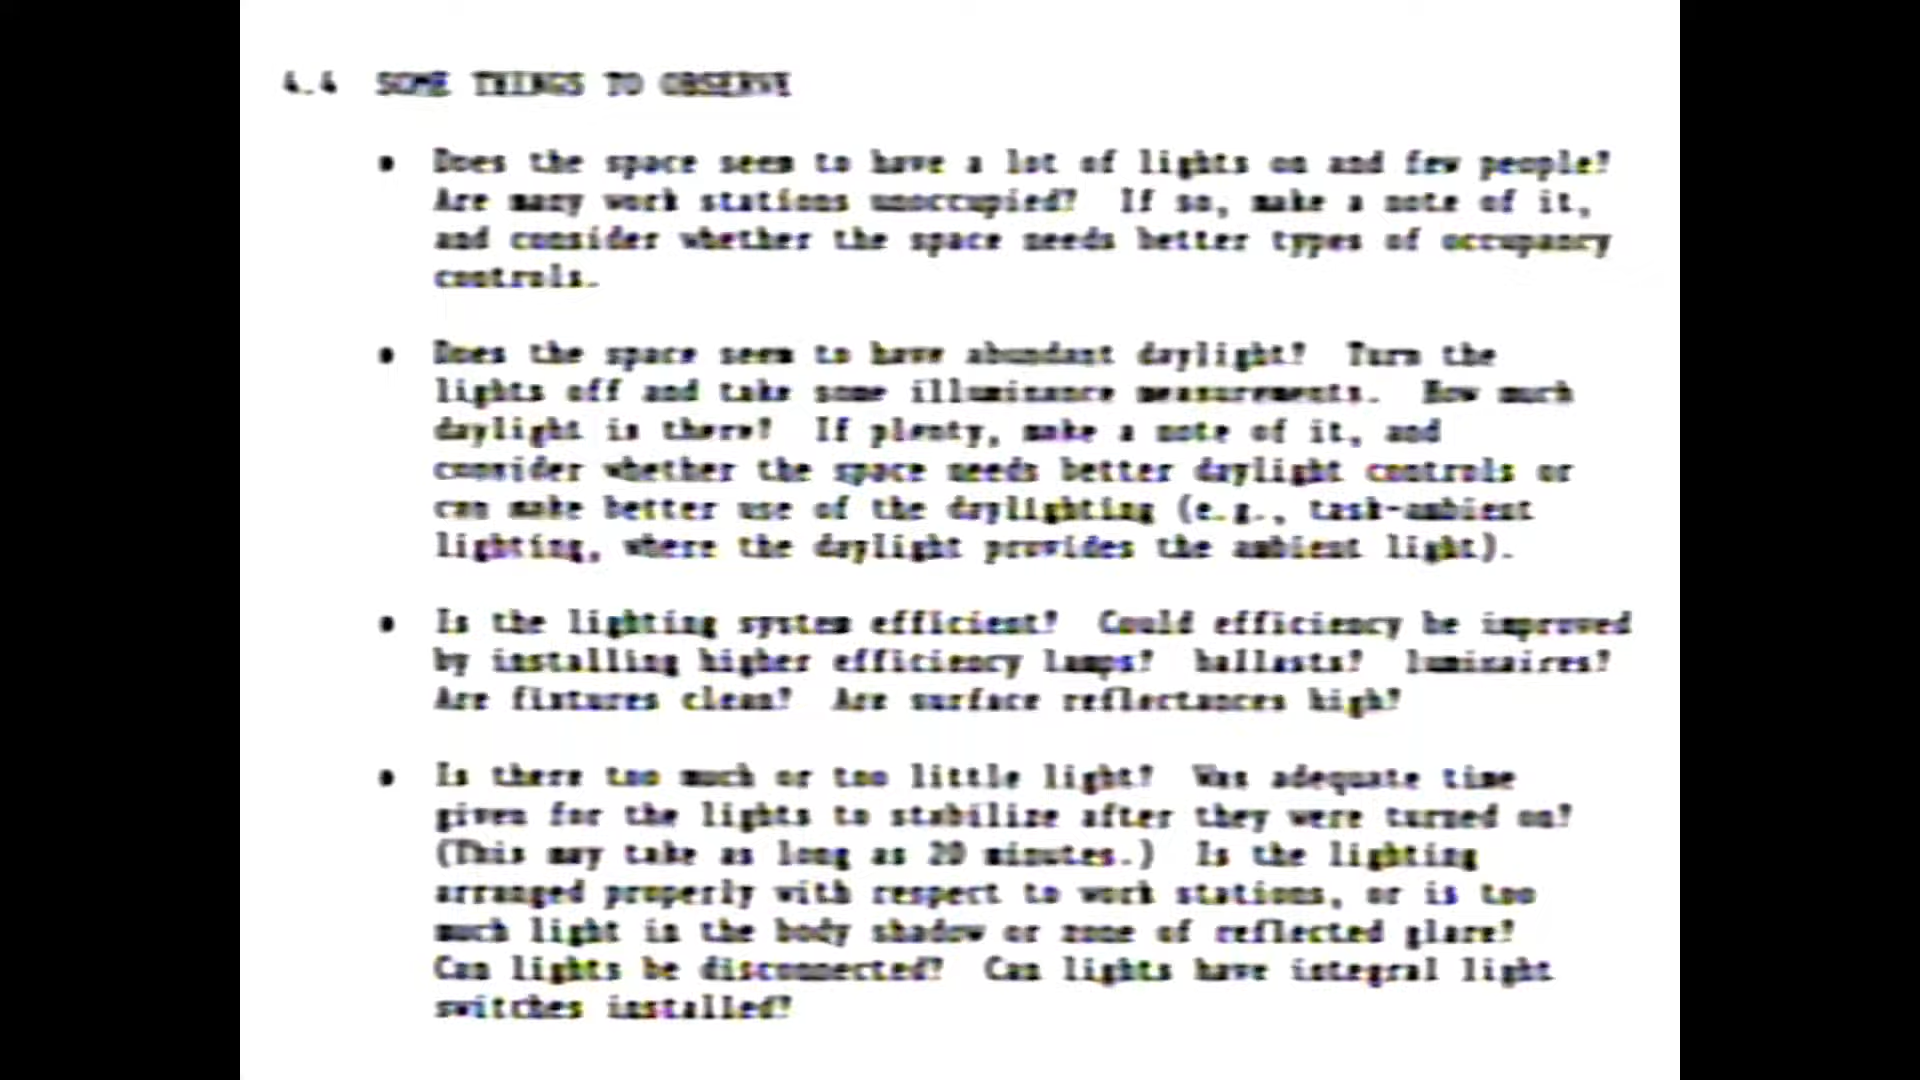 4.4 SOME THINGS TO OBSERVE
• Does the space seem to have a lot of lights on and few people?
Are many work stations unoccupied? If so, make a note of it,
and consider whether the space needs better types of occupancy
controls.
• Does the space seem to have abundant daylight? Turn the
lights off and take some illuminance measurements. How much
daylight is there? If plenty, make a note of it, and
consider whether the space needs better daylight controls or
can make better use of the daylighting (e.g., task-ambient
lighting, where the daylight provides the ambient light).
• Is the lighting system efficient? Could efficiency be improved
by installing higher efficiency lamps? ballasts? luminaires?
Are fixtures clean? Are surface reflectances high?
• Is there too much or too little light? Was adequate time
given for the lights to stabilize after they were turned on?
(This may take as long as 20 minutes.) Is the lighting
arranged properly with respect to work stations, or is too
much light in the body shadow or zone of reflected glare?
Can lights be disconnected? Can lights have integral light
switches installed?